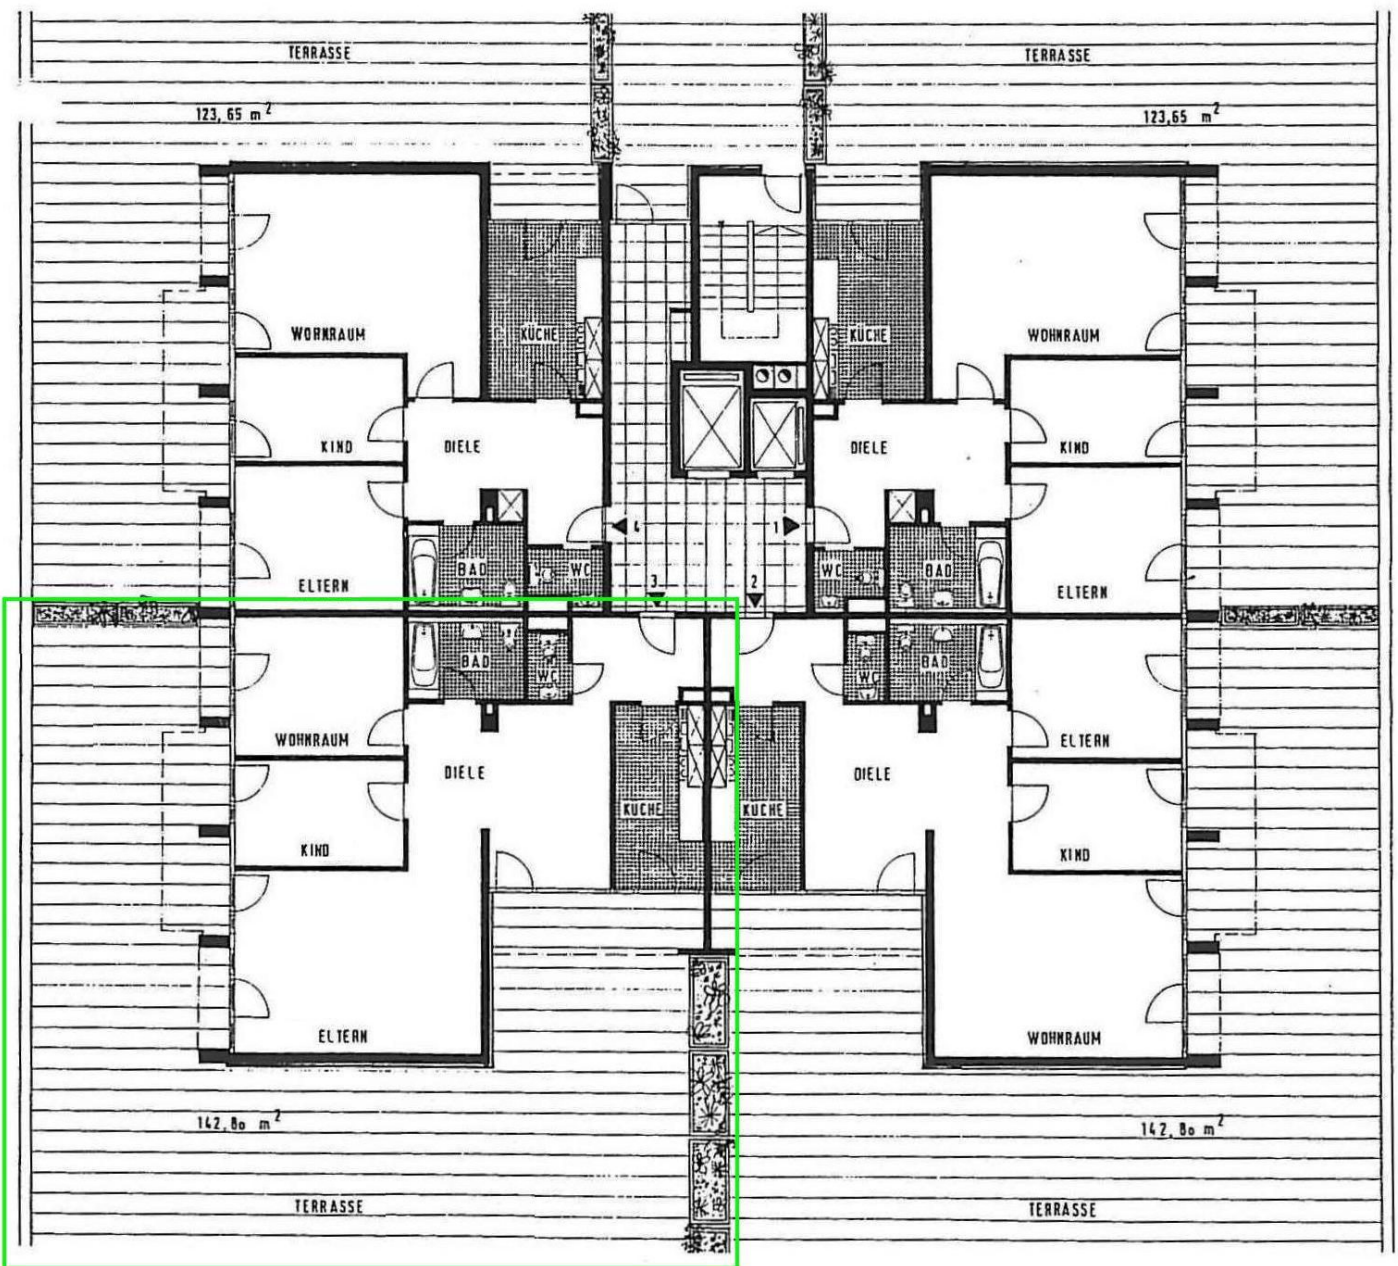 TERRASSE TERRASSE
123,65 m² 123,65 m²
WOHNRAUM KÜCHE KÜCHE WOHNRAUM
KIND DIELE DIELE KIND
4 1
BAD WC WC BAD
ELTERN 3 2 ELTERN
BAD WC WC BAD
WOHNRAUM ELTERN
DIELE DIELE
KÜCHE KÜCHE
KIND KIND
ELTERN WOHNRAUM
142,80 m² 142,80 m²
TERRASSE TERRASSE